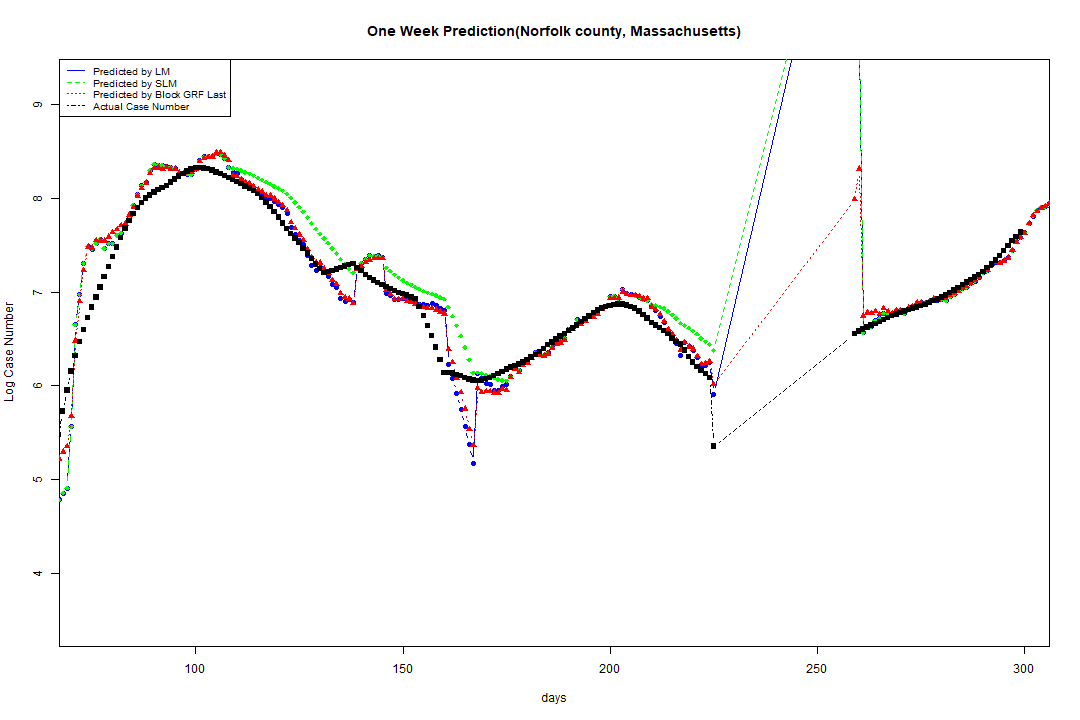 One Week Prediction(Norfolk county, Massachusetts)
Predicted by LM
Predicted by SLM
Predicted by Block GRF Last
Actual Case Number
9
8
7
6
5
4
Log Case Number
100 150 200 250 300
days